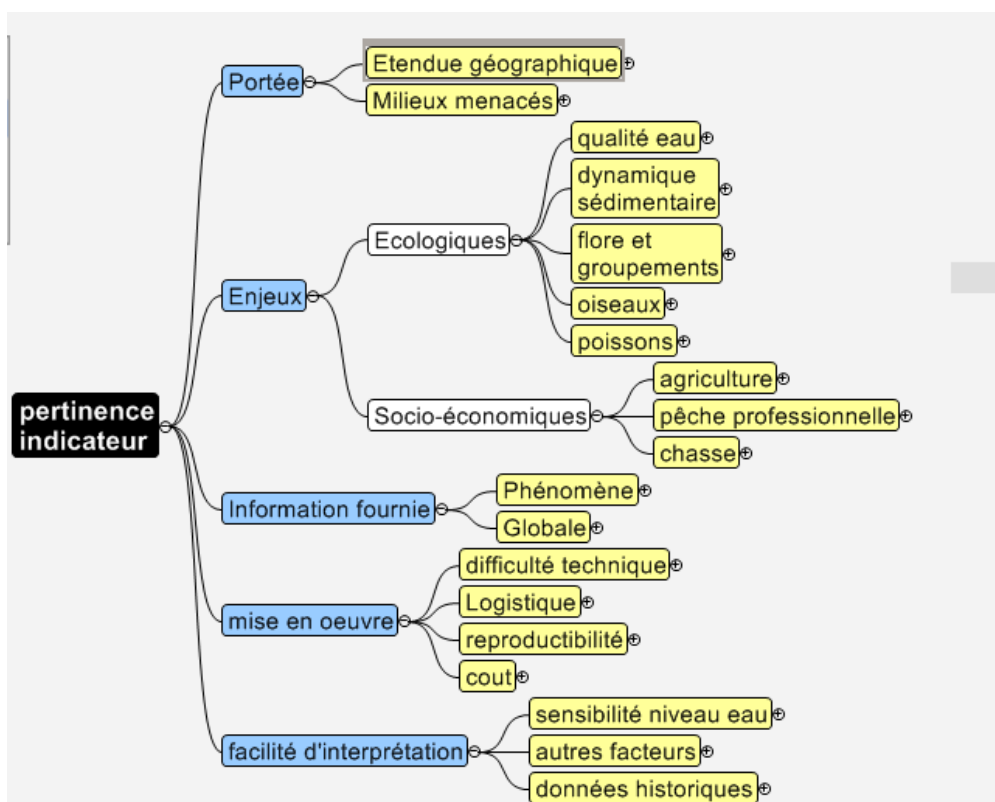 pertinence
indicateur
Portée
Etendue géographique
Milieux menacés
Enjeux
Ecologiques
qualité eau
dynamique
sédimentaire
flore et
groupements
oiseaux
poissons
Socio-économiques
agriculture
pêche professionnelle
chasse
Information fournie
Phénomène
Globale
mise en oeuvre
difficulté technique
Logistique
reproductibilité
cout
facilité d'interprétation
sensibilité niveau eau
autres facteurs
données historiques